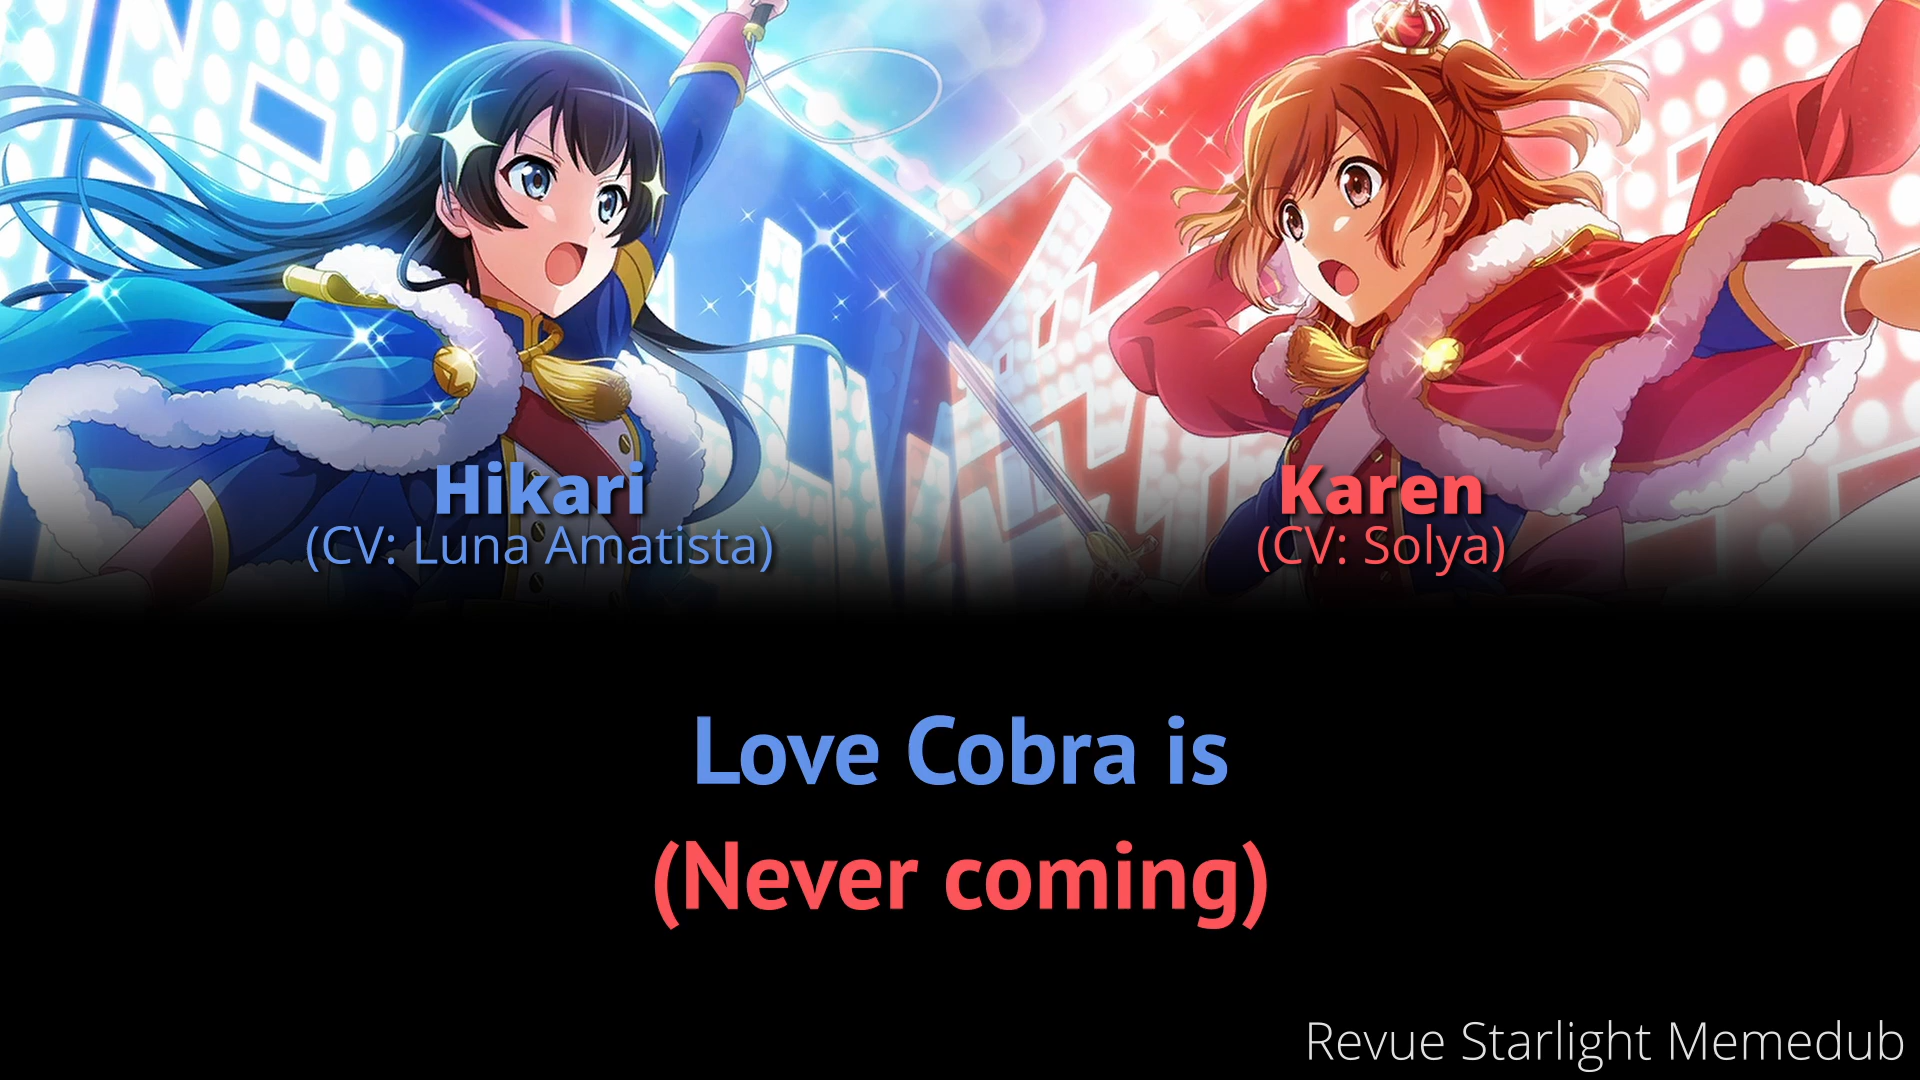 Hikari
(CV: Luna Amatista)
Karen
(CV: Solya)
Love Cobra is
(Never coming)
Revue Starlight Memedub